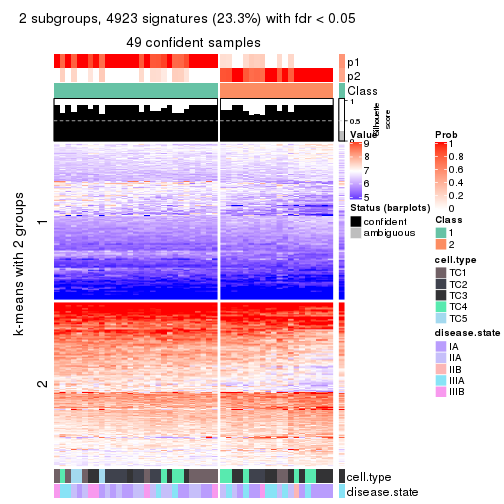 2 subgroups, 4923 signatures (23.3%) with fdr < 0.05
49 confident samples
p1
p2
Class
1
0.5
0
Silhouette
score
k-means with 2 groups
1
2
cell.type
disease.state
Value
9
8
7
6
5
Status (barplots)
confident
ambiguous
Prob
1
0.8
0.6
0.4
0.2
0
Class
1
2
cell.type
TC1
TC2
TC3
TC4
TC5
disease.state
IA
IIA
IIB
IIIA
IIIB